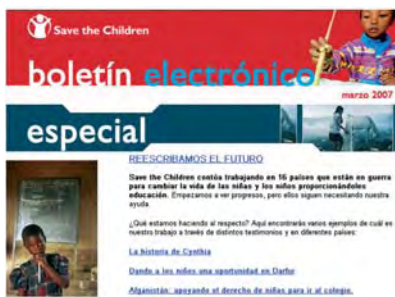 Save the Children
boletín electrónico
marzo 2007
especial
REESCRIBAMOS EL FUTURO
Save the Children contóa trabajando en 16 países que están en guerra
para cambiar la vida de las niñas y los niños proporcionándoles
educación. Empezamos a ver progresos, pero ellos siguen necesitando nuestra
ayuda.
¿Qué estamos haciendo al respecto? Aquí encontrarás varios ejemplos de cuál es
nuestro trabajo a través de distintos testimonios y en diferentes países:
La historia de Cynthia
Dando a los niños una oportunidad en Darfur
Afganistán: apoyando el derecho de niños para ir al colegio.